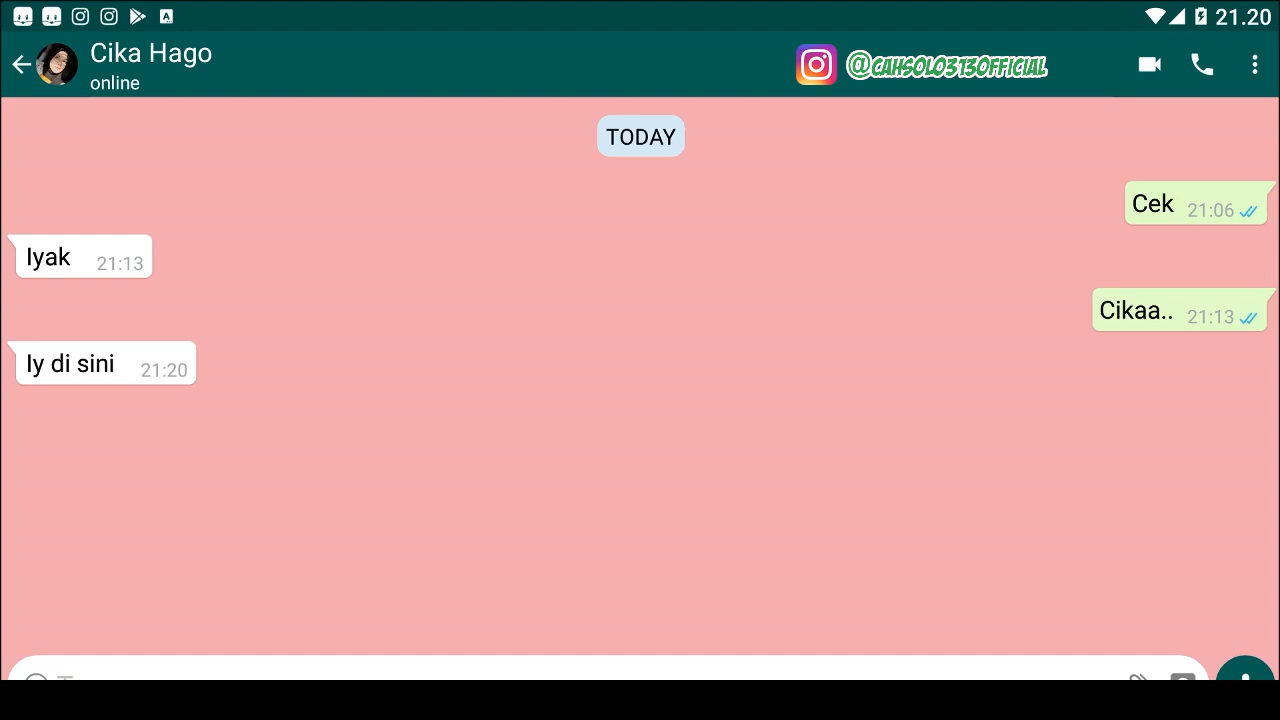 21.20
Cika Hago
online
@CAHSOLO313OFFICIAL
TODAY
Cek 21:06
Iyak 21:13
Cikaa.. 21:13
Iy di sini 21:20